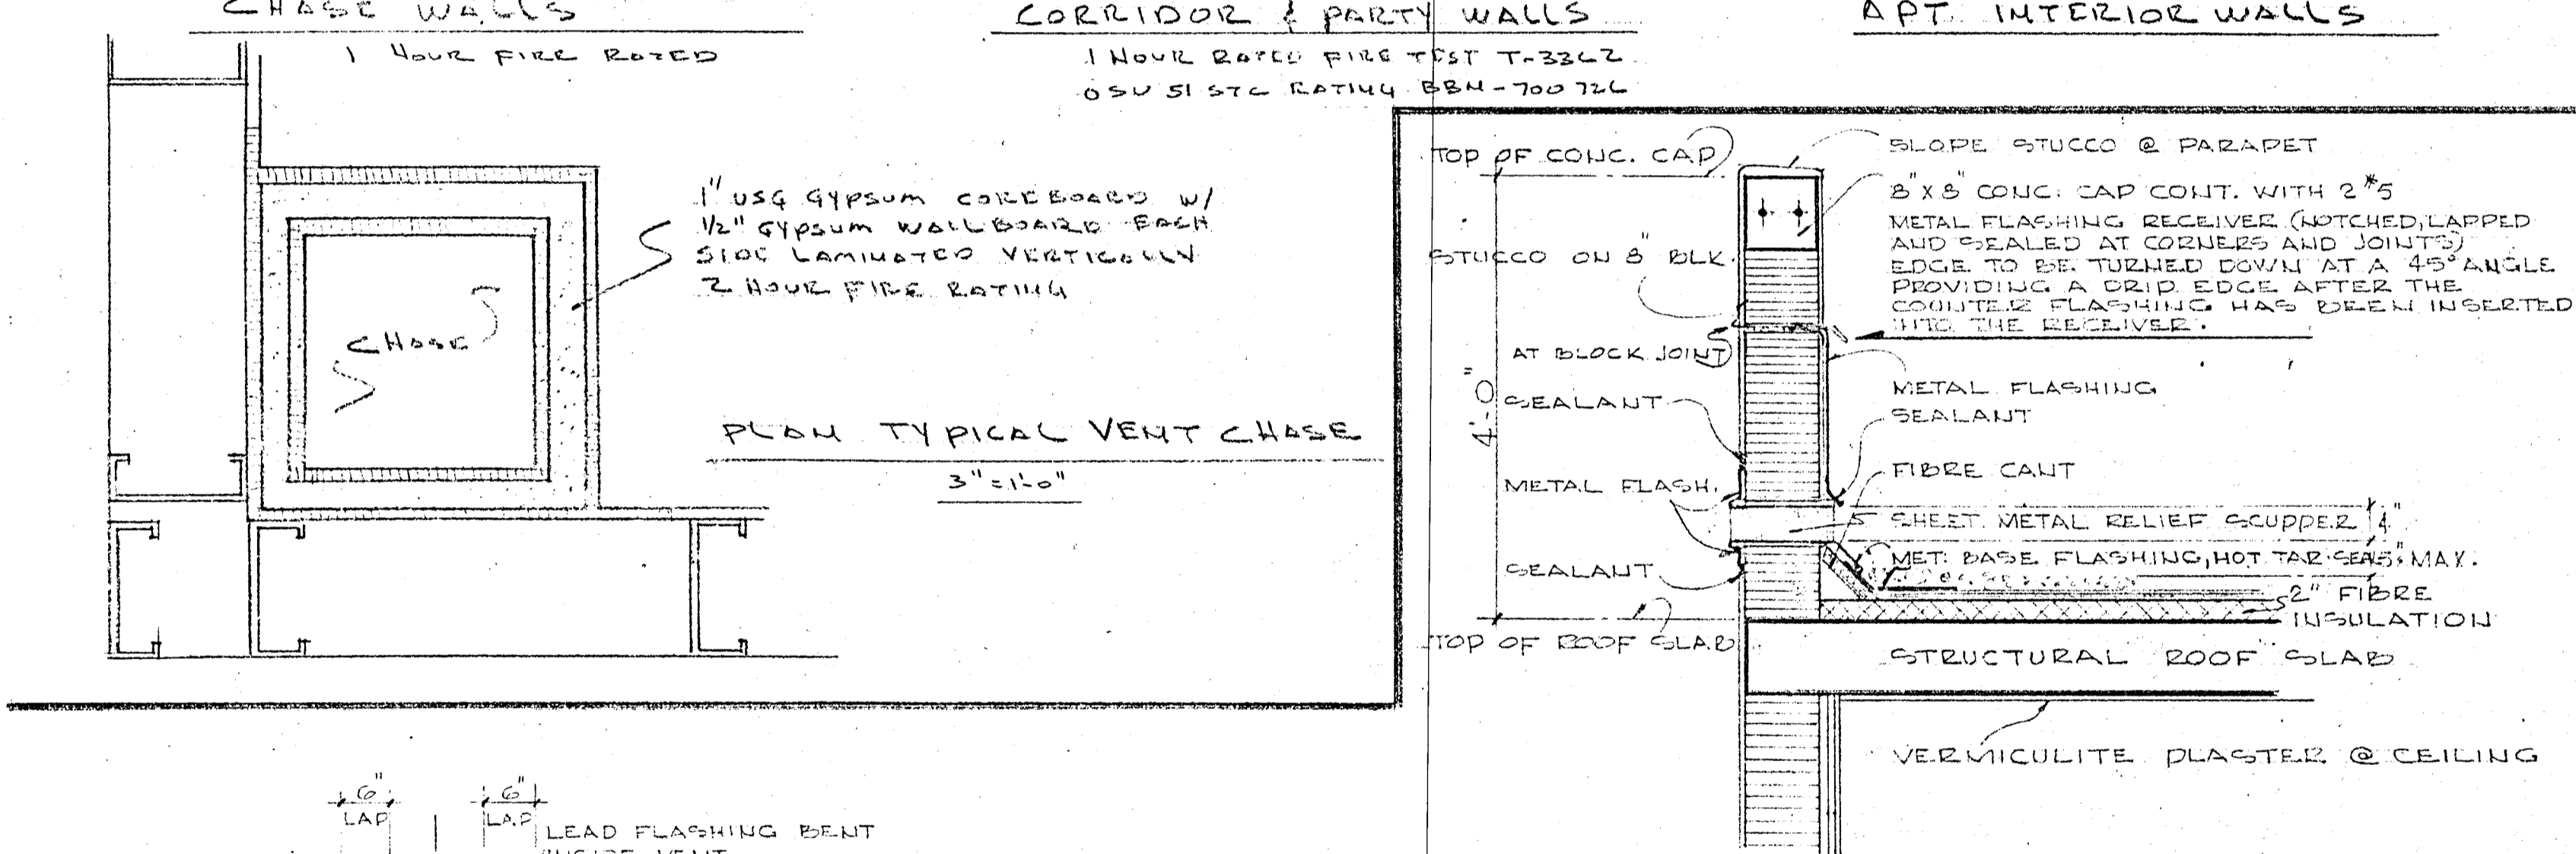 CHASE WALLS
1 HOUR FIRE RATED
CORRIDOR & PARTY WALLS
1 HOUR RATED FIRE TEST T-3362
OSU 51 STC RATING BBN-700726
APT. INTERIOR WALLS
1" USG GYPSUM COREBOARD W/
1/2" GYPSUM WALLBOARD EACH
SIDE LAMINATED VERTICALLY
2 HOUR FIRE RATING
CHASE
PLAN TYPICAL VENT CHASE
3"=1'-0"
TOP OF CONC. CAP
STUCCO ON 8" BLK.
AT BLOCK JOINT
4'-0"
SEALANT
METAL FLASH.
SEALANT
TOP OF ROOF SLAB
SLOPE STUCCO @ PARAPET
8"X8" CONC. CAP CONT. WITH 2 #5
METAL FLASHING RECEIVER (NOTCHED, LAPPED
AND SEALED AT CORNERS AND JOINTS)
EDGE TO BE TURNED DOWN AT A 45° ANGLE
PROVIDING A DRIP EDGE AFTER THE
COUNTER FLASHING HAS BEEN INSERTED
INTO THE RECEIVER.
METAL FLASHING
SEALANT
FIBRE CANT
SHEET METAL RELIEF SCUPPER 4"
MET. BASE FLASHING, HOT TAR SEAL 5" MAX.
2" FIBRE
INSULATION
STRUCTURAL ROOF SLAB
VERMICULITE PLASTER @ CEILING
6" 6"
LAP LAP
LEAD FLASHING BENT
INSIDE VENT